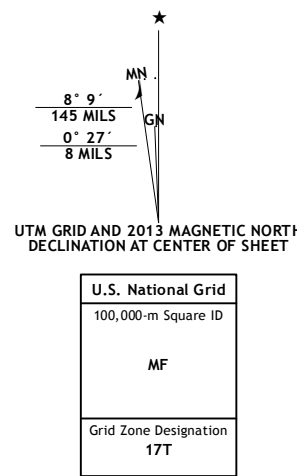 ★
MN
8° 9´
145 MILS
GN
0° 27´
8 MILS
UTM GRID AND 2013 MAGNETIC NORTH
DECLINATION AT CENTER OF SHEET
U.S. National Grid
100,000-m Square ID
MF
Grid Zone Designation
17T